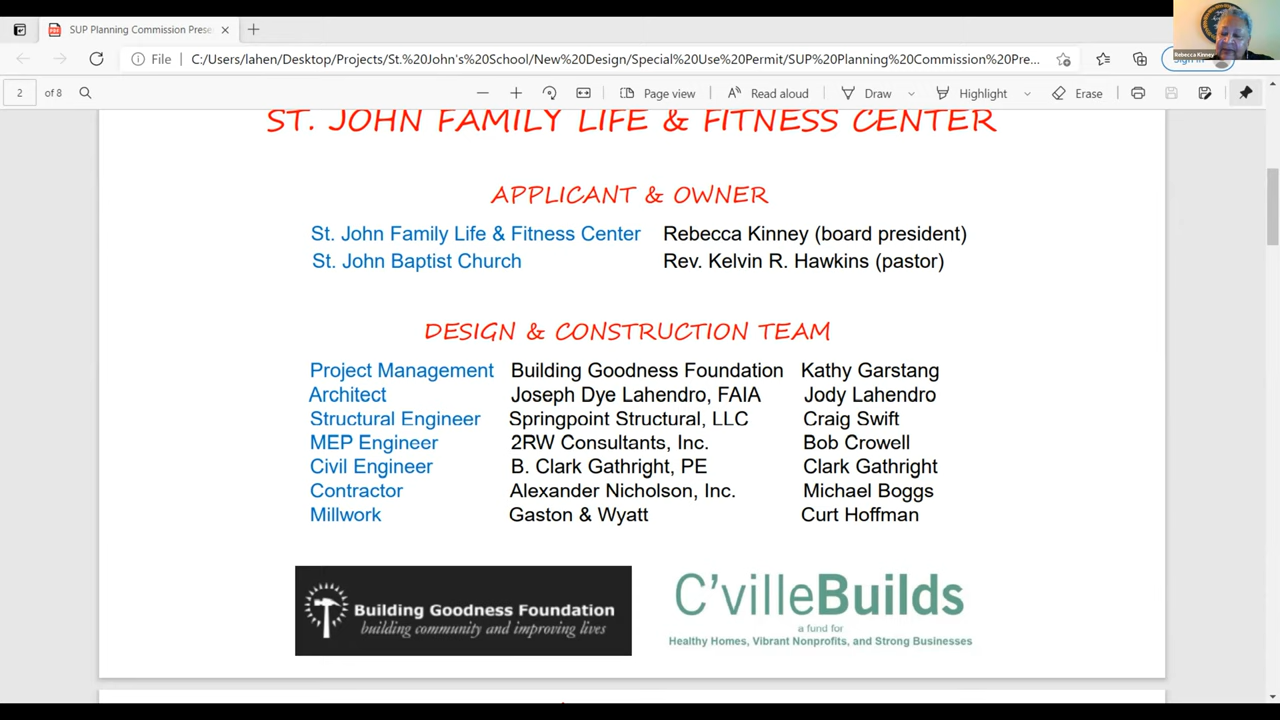 SUP Planning Commission Prese
Rebecca Kinney
File C:/Users/lahen/Desktop/Projects/St.%20John's%20School/New%20Design/Special%20Use%20Permit/SUP%20Planning%20Commission%20Pre...
Sign in
2 of 8 Page view Read aloud Draw Highlight Erase
ST. JOHN FAMILY LIFE & FITNESS CENTER
APPLICANT & OWNER
St. John Family Life & Fitness Center Rebecca Kinney (board president)
St. John Baptist Church Rev. Kelvin R. Hawkins (pastor)
DESIGN & CONSTRUCTION TEAM
Project Management Building Goodness Foundation Kathy Garstang
Architect Joseph Dye Lahendro, FAIA Jody Lahendro
Structural Engineer Springpoint Structural, LLC Craig Swift
MEP Engineer 2RW Consultants, Inc. Bob Crowell
Civil Engineer B. Clark Gathright, PE Clark Gathright
Contractor Alexander Nicholson, Inc. Michael Boggs
Millwork Gaston & Wyatt Curt Hoffman
Building Goodness Foundation
building community and improving lives
C'villeBuilds
a fund for
Healthy Homes, Vibrant Nonprofits, and Strong Businesses